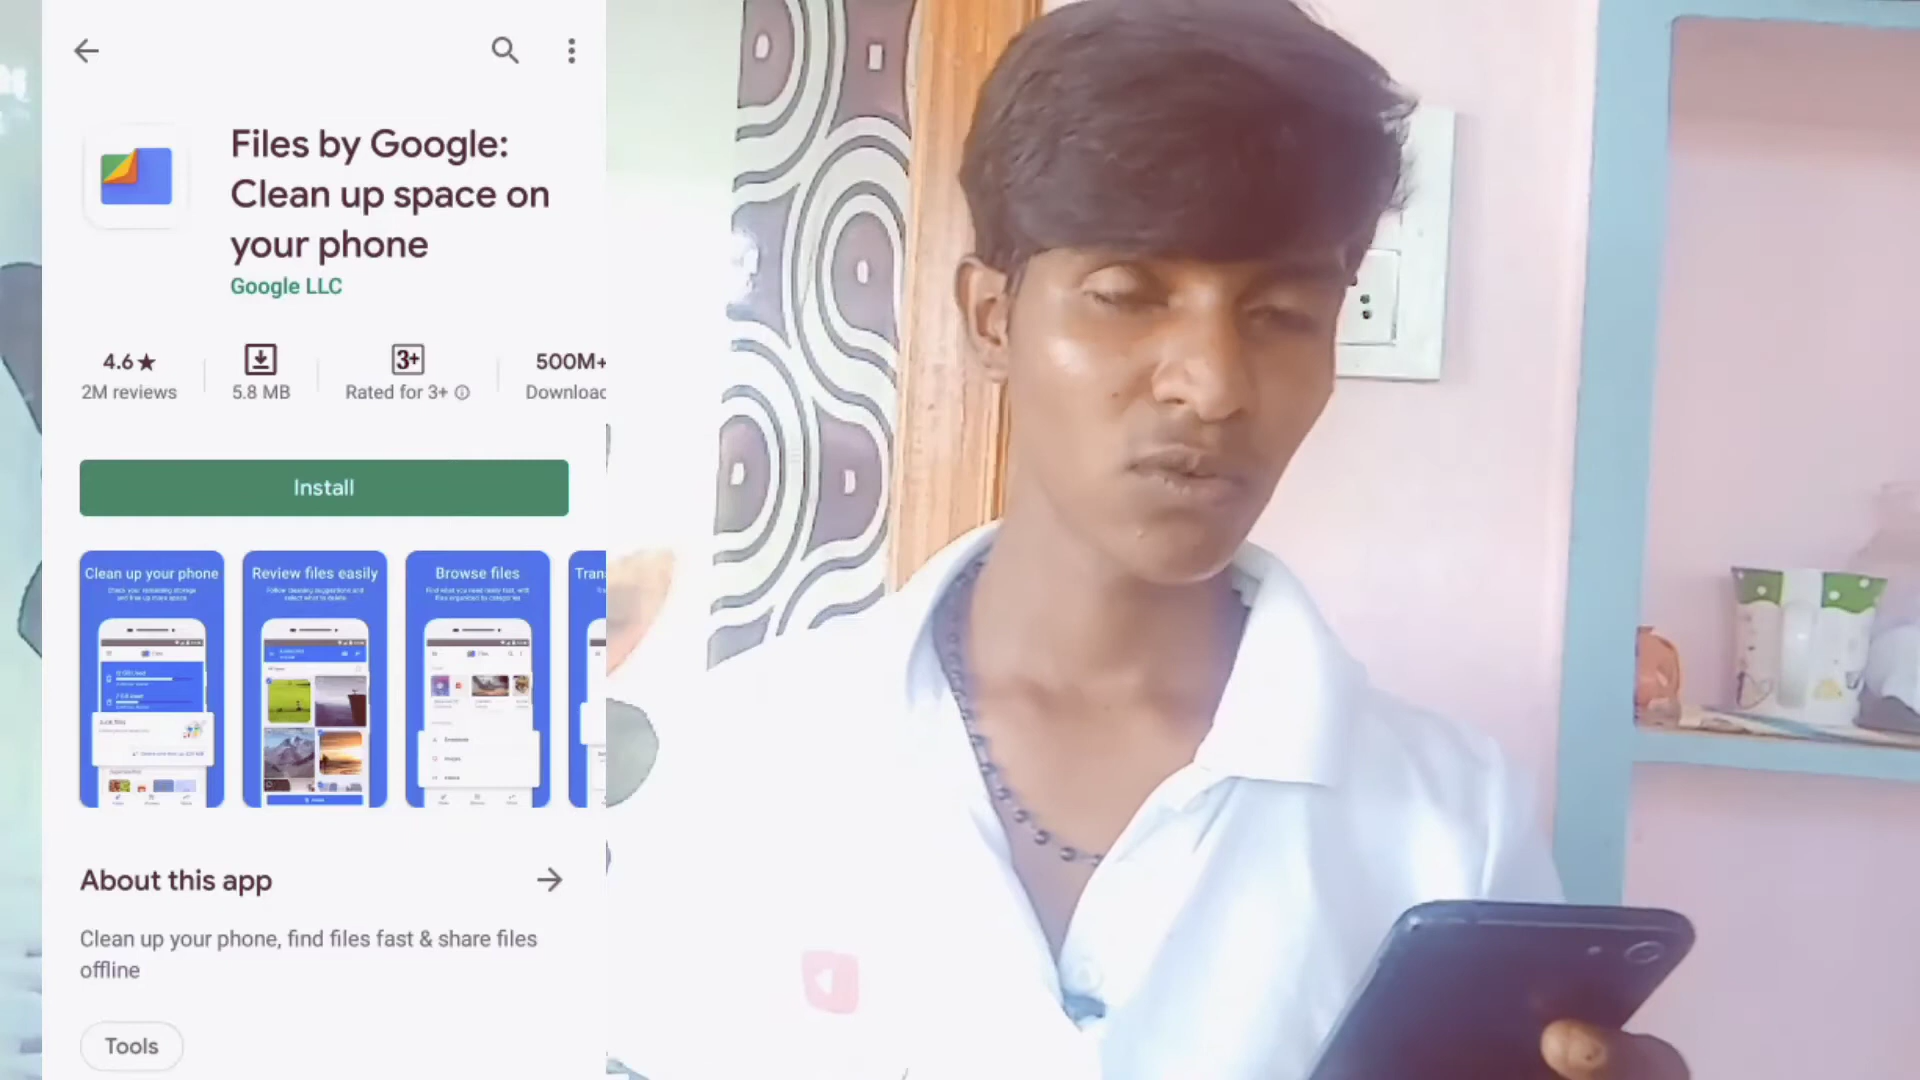 Files by Google:
Clean up space on
your phone
Google LLC
4.6★
2M reviews
5.8 MB
3+
Rated for 3+
500M+
Download
Install
Clean up your phone
Review files easily
Browse files
Tran
About this app
Clean up your phone, find files fast & share files
offline
Tools